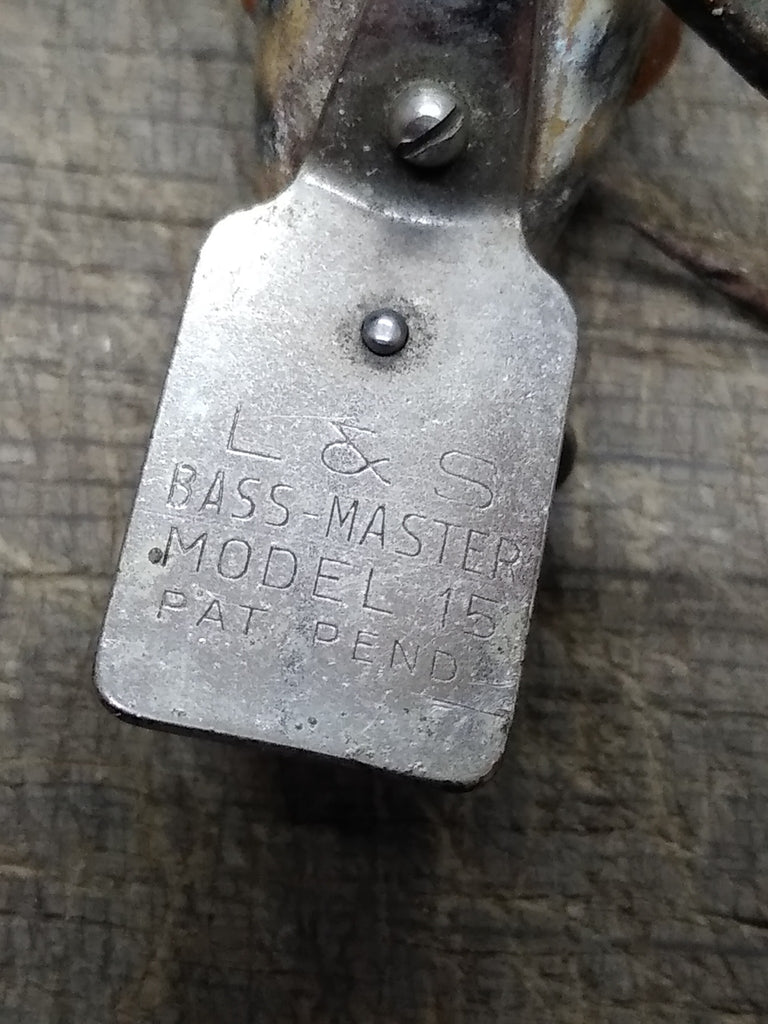 L & S
BASS-MASTER
MODEL 15
PAT. PEND.